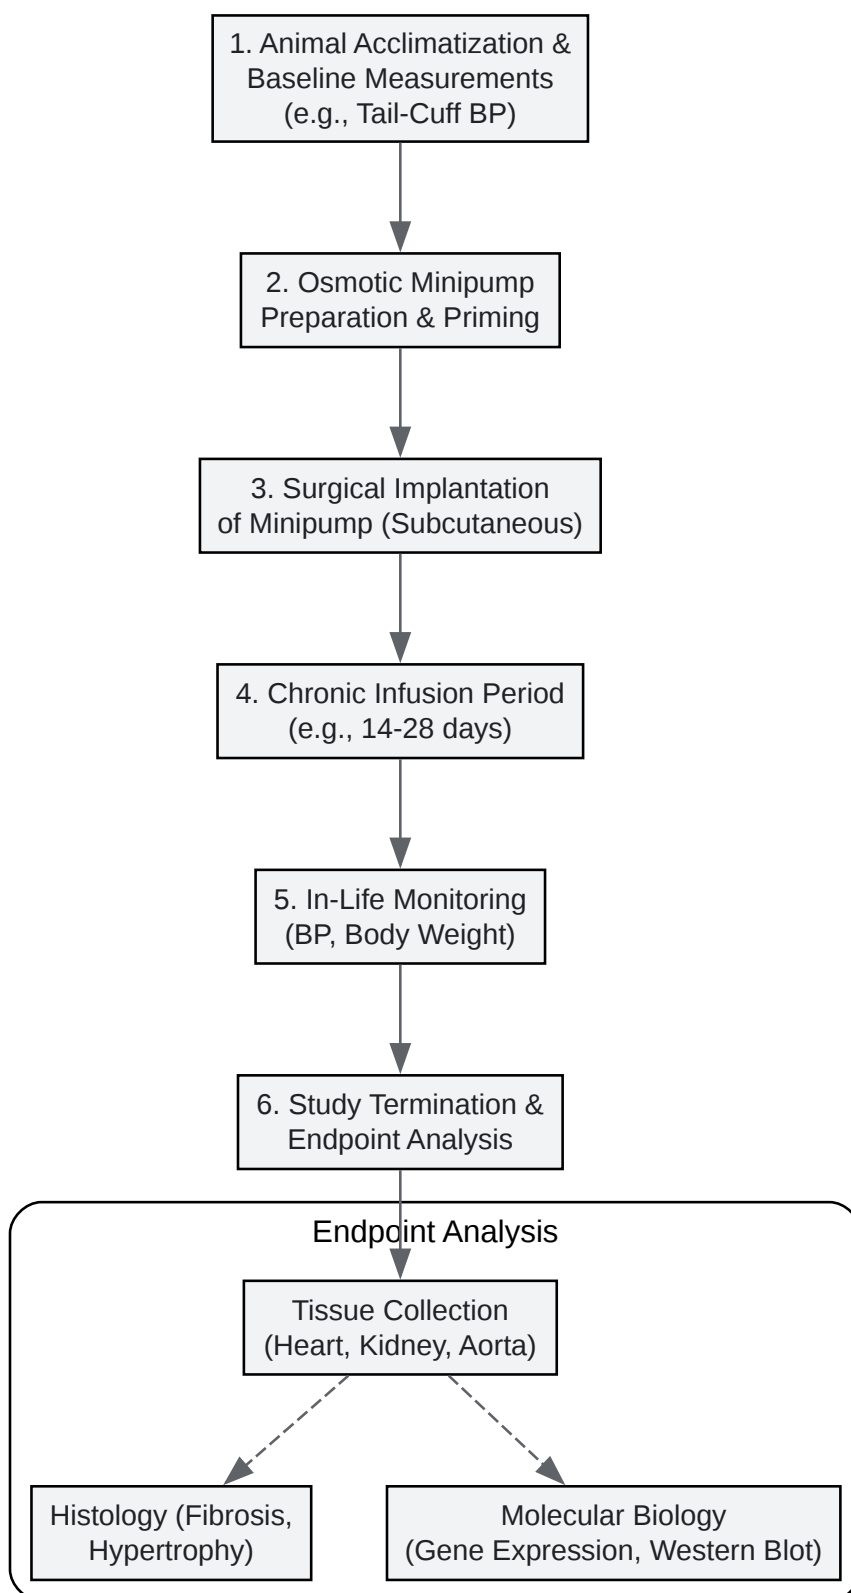 1. Animal Acclimatization &
Baseline Measurements
(e.g., Tail-Cuff BP)
2. Osmotic Minipump
Preparation & Priming
3. Surgical Implantation
of Minipump (Subcutaneous)
4. Chronic Infusion Period
(e.g., 14-28 days)
5. In-Life Monitoring
(BP, Body Weight)
6. Study Termination &
Endpoint Analysis
Endpoint Analysis
Tissue Collection
(Heart, Kidney, Aorta)
Histology (Fibrosis,
Hypertrophy)
Molecular Biology
(Gene Expression, Western Blot)